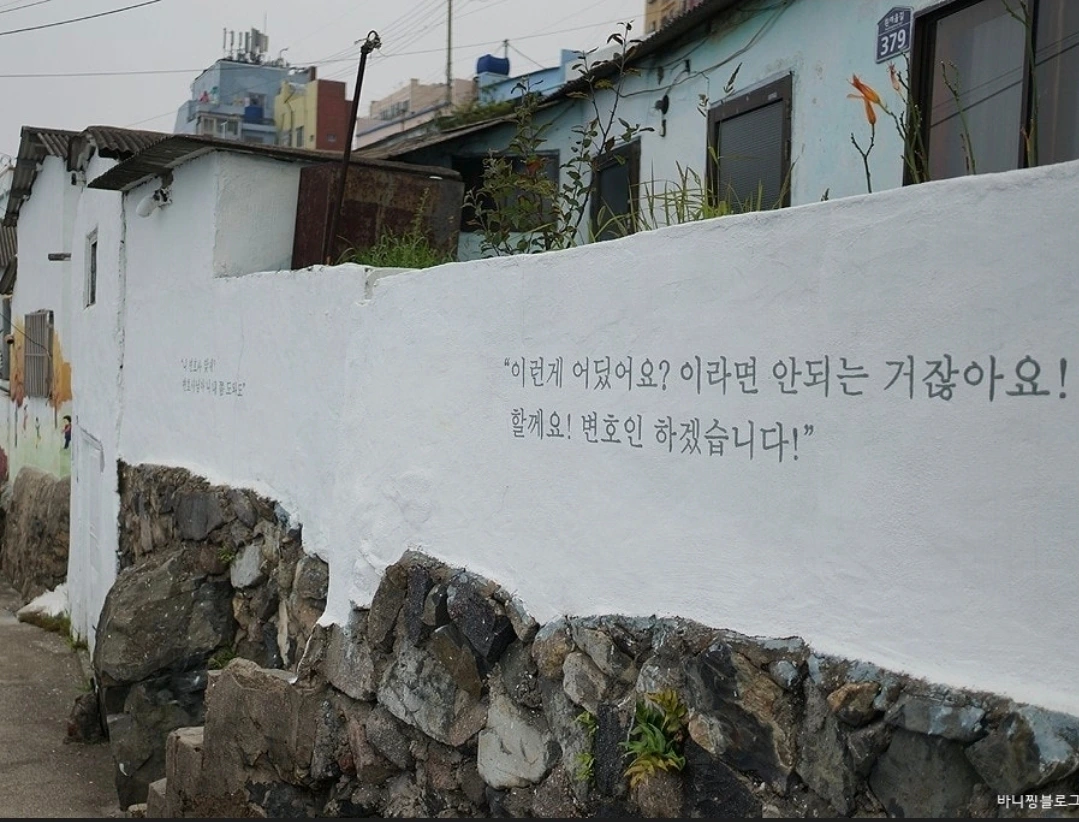 379
"이런게 어딨어요? 이라면 안되는 거잖아요!
할께요! 변호인 하겠습니다!"
바니찡블로그